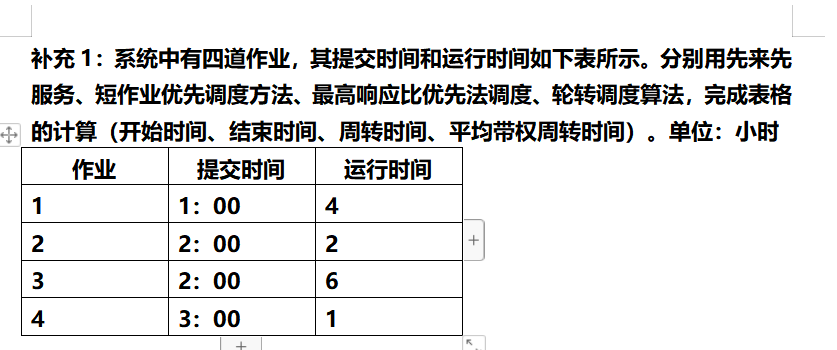 补充1：系统中有四道作业，其提交时间和运行时间如下表所示。分别用先来先
服务、短作业优先调度方法、最高响应比优先法调度、轮转调度算法，完成表格
的计算（开始时间、结束时间、周转时间、平均带权周转时间）。单位：小时
作业 提交时间 运行时间
1 1：00 4
2 2：00 2
3 2：00 6
4 3：00 1